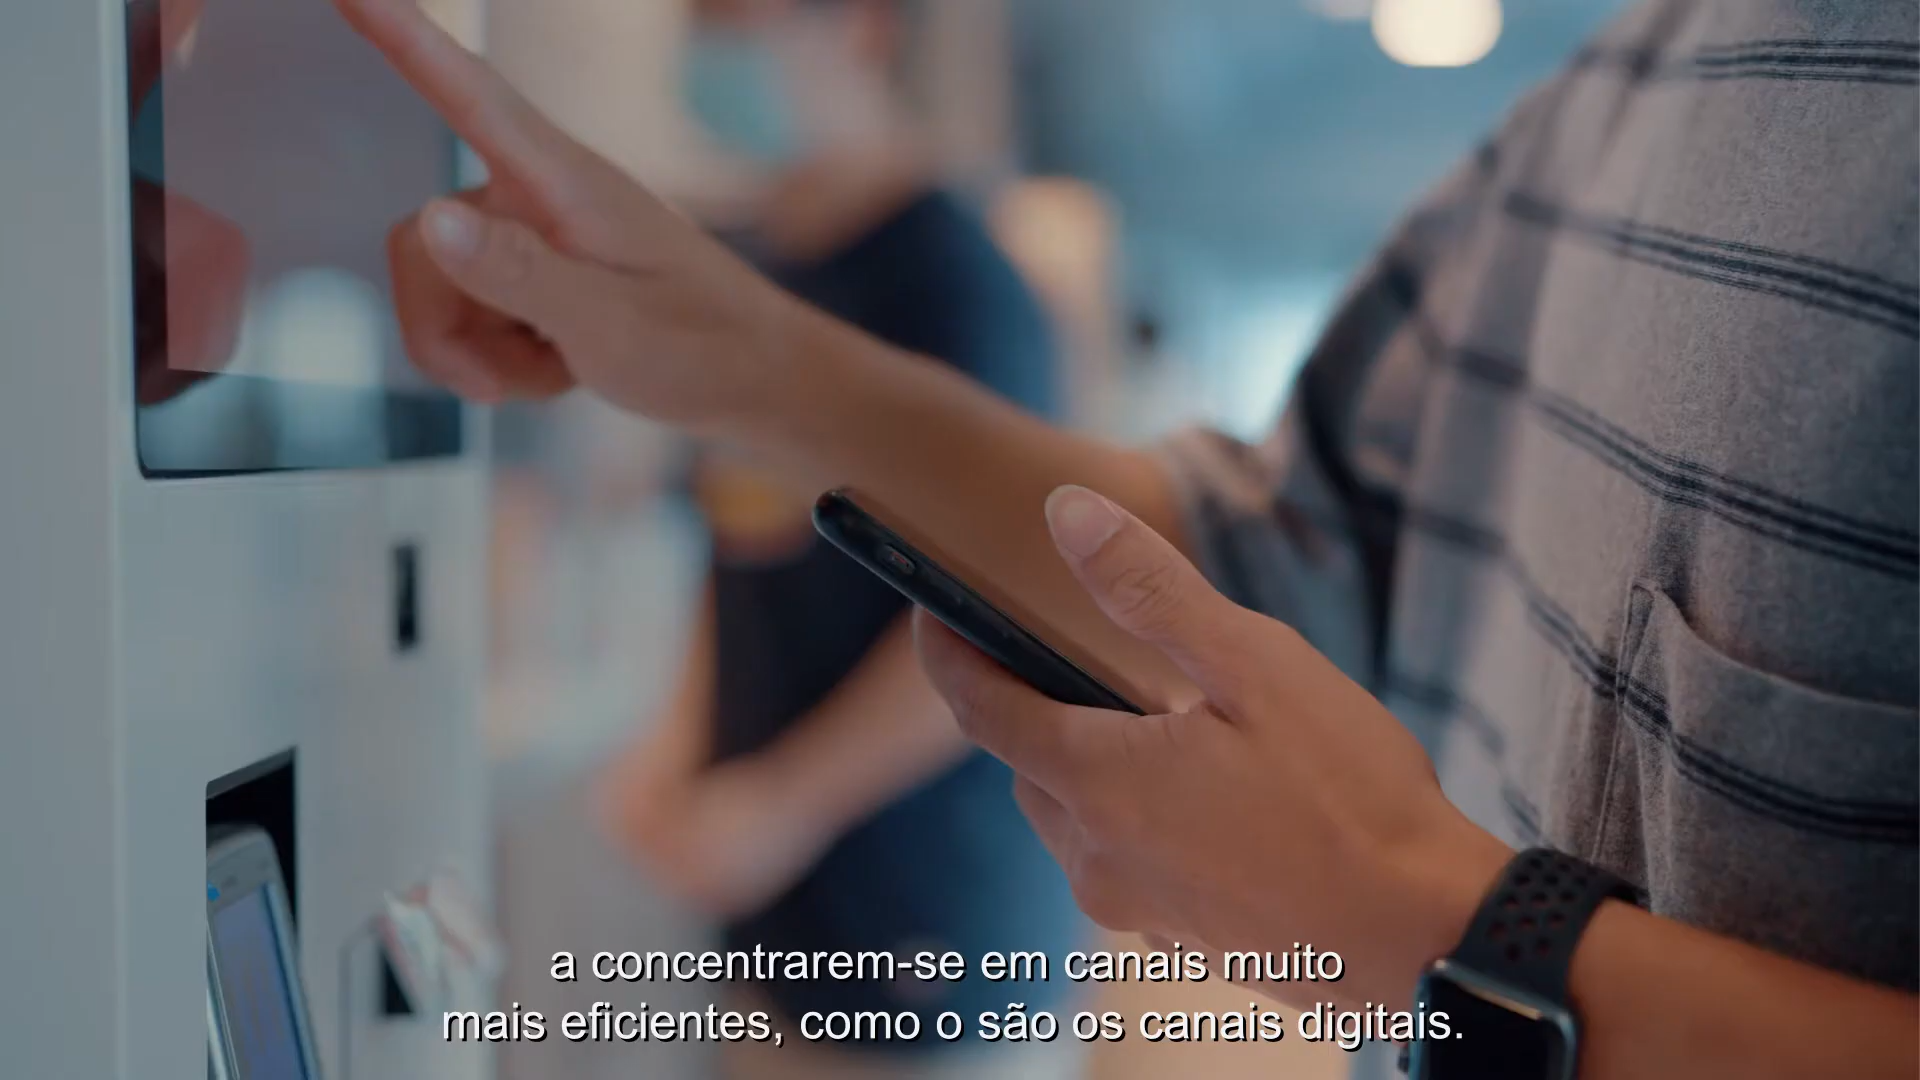 a concentrarem-se em canais muito
mais eficientes, como o são os canais digitais.